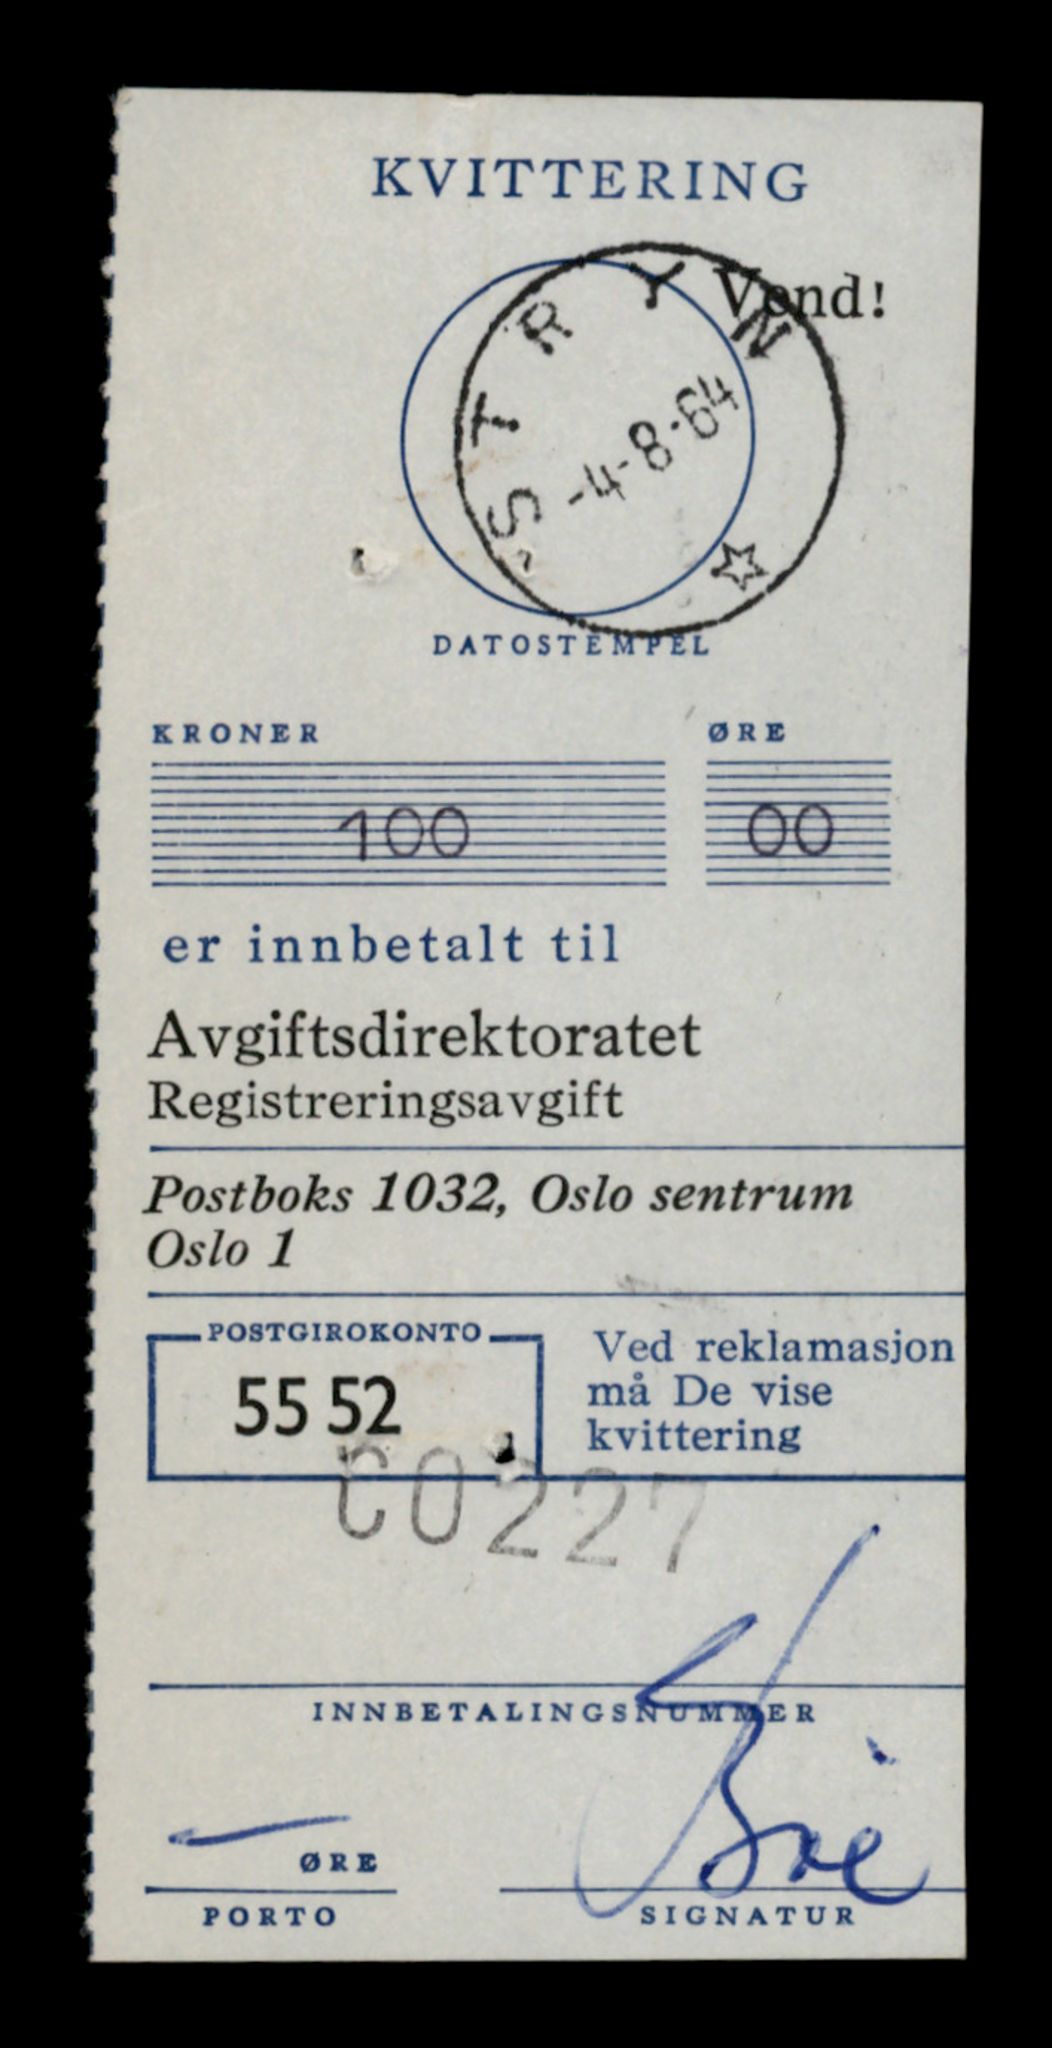 KVITTERING
Vend!
STRYN
-4-8-64
DATOSTEMPEL
KRONER ØRE
100 00
er innbetalt til
Avgiftsdirektoratet
Registreringsavgift
Postboks 1032, Oslo sentrum
Oslo 1
POSTGIROKONTO
55 52
Ved reklamasjon
må De vise
kvittering
00227
INNBETALINGSNUMMER
ØRE
PORTO
SIGNATUR